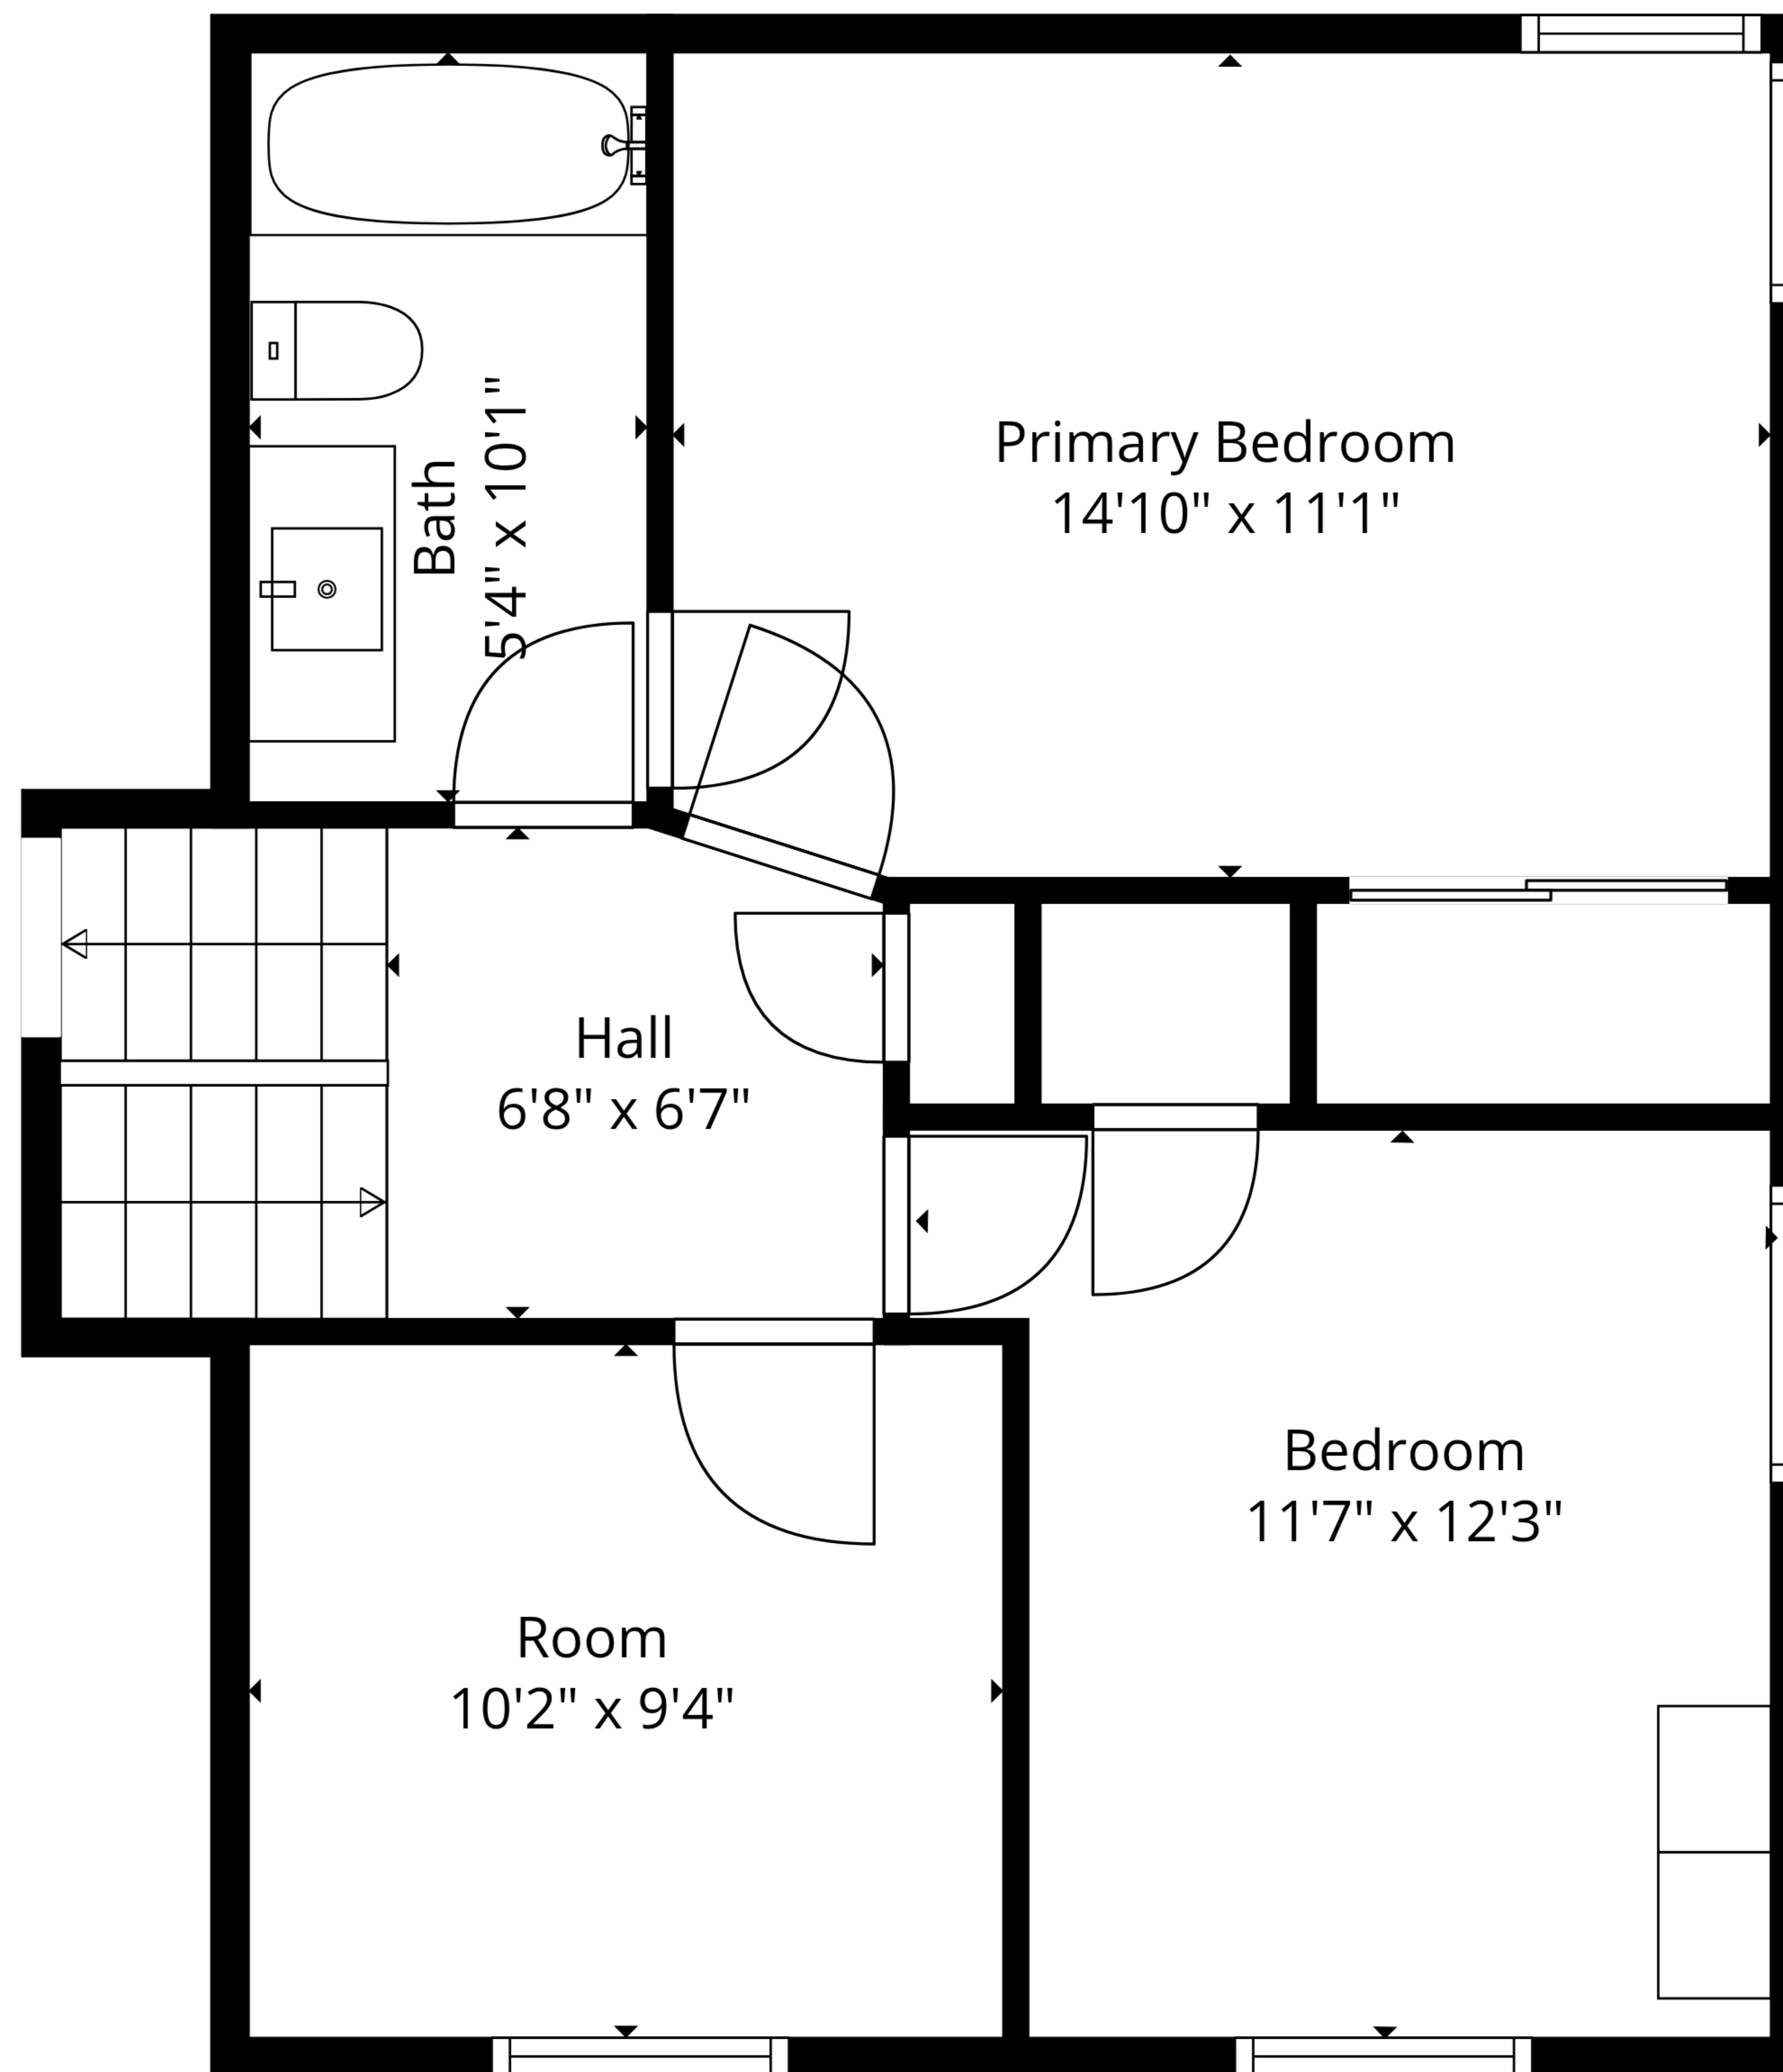 Bath
5'4" x 10'1"
Primary Bedroom
14'10" x 11'1"
Hall
6'8" x 6'7"
Bedroom
11'7" x 12'3"
Room
10'2" x 9'4"